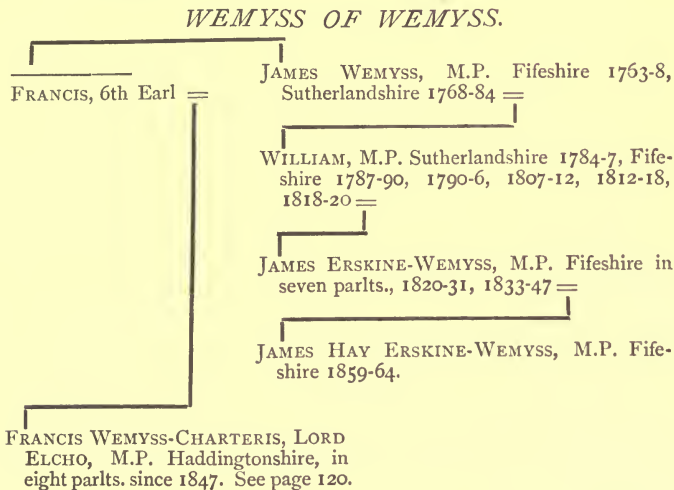 WEMYSS OF WEMYSS.
FRANCIS, 6th Earl =
JAMES WEMYSS, M.P. Fifeshire 1763-8,
Sutherlandshire 1768-84 =
WILLIAM, M.P. Sutherlandshire 1784-7, Fife-
shire 1787-90, 1790-6, 1807-12, 1812-18,
1818-20 =
JAMES ERSKINE-WEMYSS, M.P. Fifeshire in
seven parlts., 1820-31, 1833-47 =
JAMES HAY ERSKINE-WEMYSS, M.P. Fife-
shire 1859-64.
FRANCIS WEMYSS-CHARTERIS, LORD
ELCHO, M.P. Haddingtonshire, in
eight parlts. since 1847. See page 120.